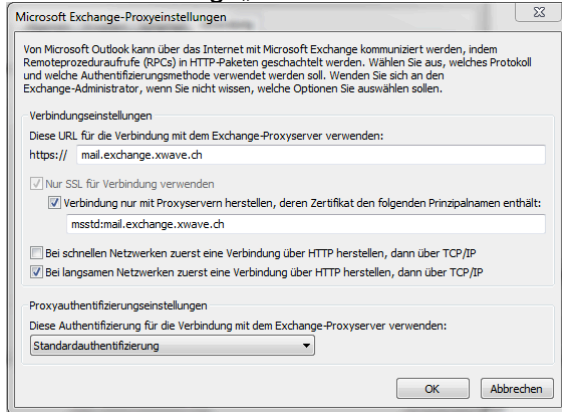 Microsoft Exchange-Proxyeinstellungen
Von Microsoft Outlook kann über das Internet mit Microsoft Exchange kommuniziert werden, indem
Remoteprozeduraufrufe (RPCs) in HTTP-Paketen geschachtelt werden. Wählen Sie aus, welches Protokoll
und welche Authentifizierungsmethode verwendet werden soll. Wenden Sie sich an den
Exchange-Administrator, wenn Sie nicht wissen, welche Optionen Sie auswählen sollen.
Verbindungseinstellungen
Diese URL für die Verbindung mit dem Exchange-Proxyserver verwenden:
https:// mail.exchange.xwave.ch
Nur SSL für Verbindung verwenden
Verbindung nur mit Proxyservern herstellen, deren Zertifikat den folgenden Prinzipalnamen enthält:
msstd:mail.exchange.xwave.ch
Bei schnellen Netzwerken zuerst eine Verbindung über HTTP herstellen, dann über TCP/IP
Bei langsamen Netzwerken zuerst eine Verbindung über HTTP herstellen, dann über TCP/IP
Proxyauthentifizierungseinstellungen
Diese Authentifizierung für die Verbindung mit dem Exchange-Proxyserver verwenden:
Standardauthentifizierung
OK Abbrechen